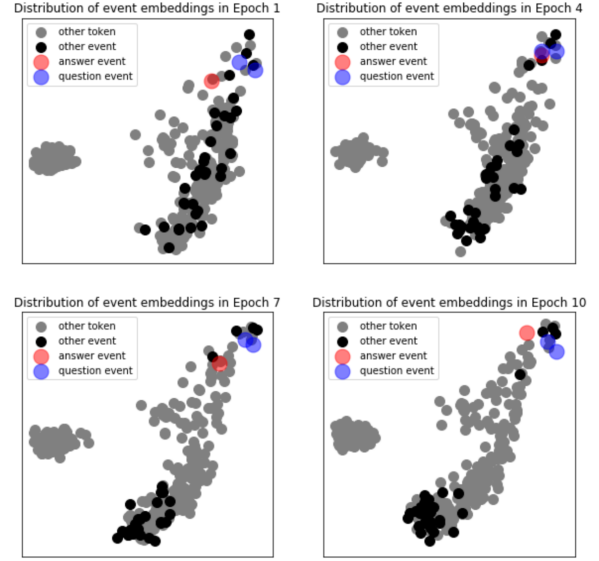 Distribution of event embeddings in Epoch 1
other token
other event
answer event
question event
Distribution of event embeddings in Epoch 4
other token
other event
answer event
question event
Distribution of event embeddings in Epoch 7
other token
other event
answer event
question event
Distribution of event embeddings in Epoch 10
other token
other event
answer event
question event